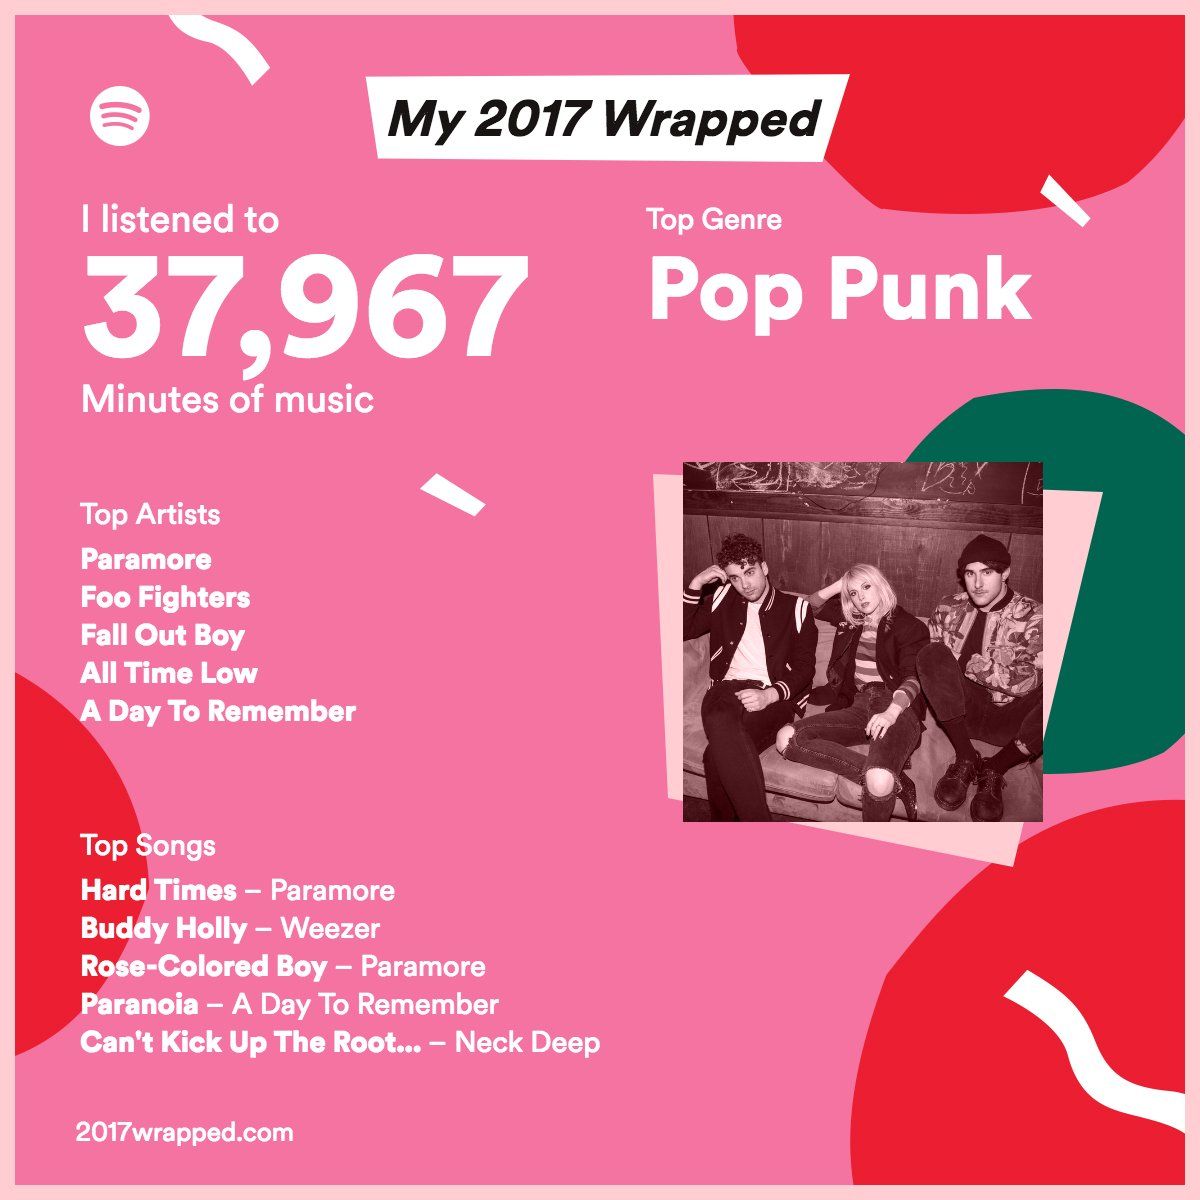 My 2017 Wrapped
I listened to
37,967
Minutes of music
Top Genre
Pop Punk
Top Artists
Paramore
Foo Fighters
Fall Out Boy
All Time Low
A Day To Remember
Top Songs
Hard Times – Paramore
Buddy Holly – Weezer
Rose-Colored Boy – Paramore
Paranoia – A Day To Remember
Can't Kick Up The Root... – Neck Deep
2017wrapped.com